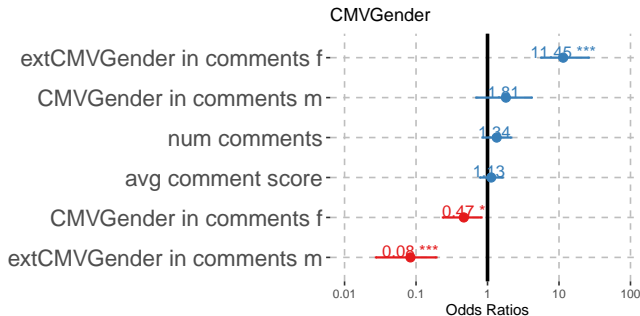 CMVGender
extCMVGender in comments f 11.45 ***
CMVGender in comments m 1.81
num comments 1.34
avg comment score 1.13
CMVGender in comments f 0.47 *
extCMVGender in comments m 0.08 ***
0.01 0.1 1 10 100
Odds Ratios